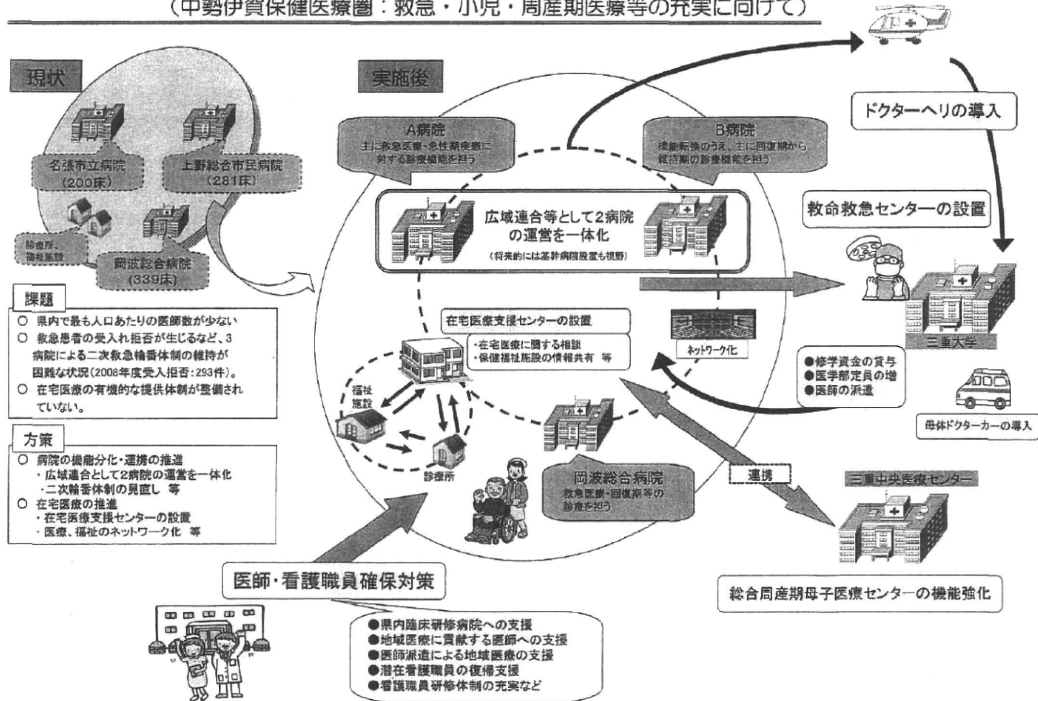 (中勢伊賀保健医療圏:救急・小児・周産期医療等の充実に向けて)
現状
名張市立病院
(200床)
上野総合市民病院
(281床)
診療所、
福祉施設
岡波総合病院
(339床)
課題
○ 県内で最も人口あたりの医師数が少ない
○ 救急患者の受入れ拒否が生じるなど、3
病院による二次救急輪番体制の維持が
困難な状況(2008年度受入拒否:293件)。
○ 在宅医療の有機的な提供体制が整備され
ていない。
方策
○ 病院の機能分化・連携の推進
・広域連合として2病院の運営を一体化
・二次輪番体制の見直し 等
○ 在宅医療の推進
・在宅医療支援センターの設置
・医療、福祉のネットワーク化 等
実施後
A病院
主に救急医療・急性期疾患に
対する診療機能を担う
B病院
機能転換のうえ、主に回復期から
維持期の診療機能を担う
広域連合等として2病院
の運営を一体化
(将来的には基幹病院設置も視野)
在宅医療支援センターの設置
・在宅医療に関する相談
・保健福祉施設の情報共有 等
ネットワーク化
福祉
施設
診療所
岡波総合病院
救急医療・回復期等の
診療を担う
ドクターヘリの導入
救命救急センターの設置
三重大学
●修学資金の貸与
●医学部定員の増
●医師の派遣
母体ドクターカーの導入
連携
三重中央医療センター
総合周産期母子医療センターの機能強化
医師・看護職員確保対策
●県内臨床研修病院への支援
●地域医療に貢献する医師への支援
●医師派遣による地域医療の支援
●潜在看護職員の復帰支援
●看護職員研修体制の充実など